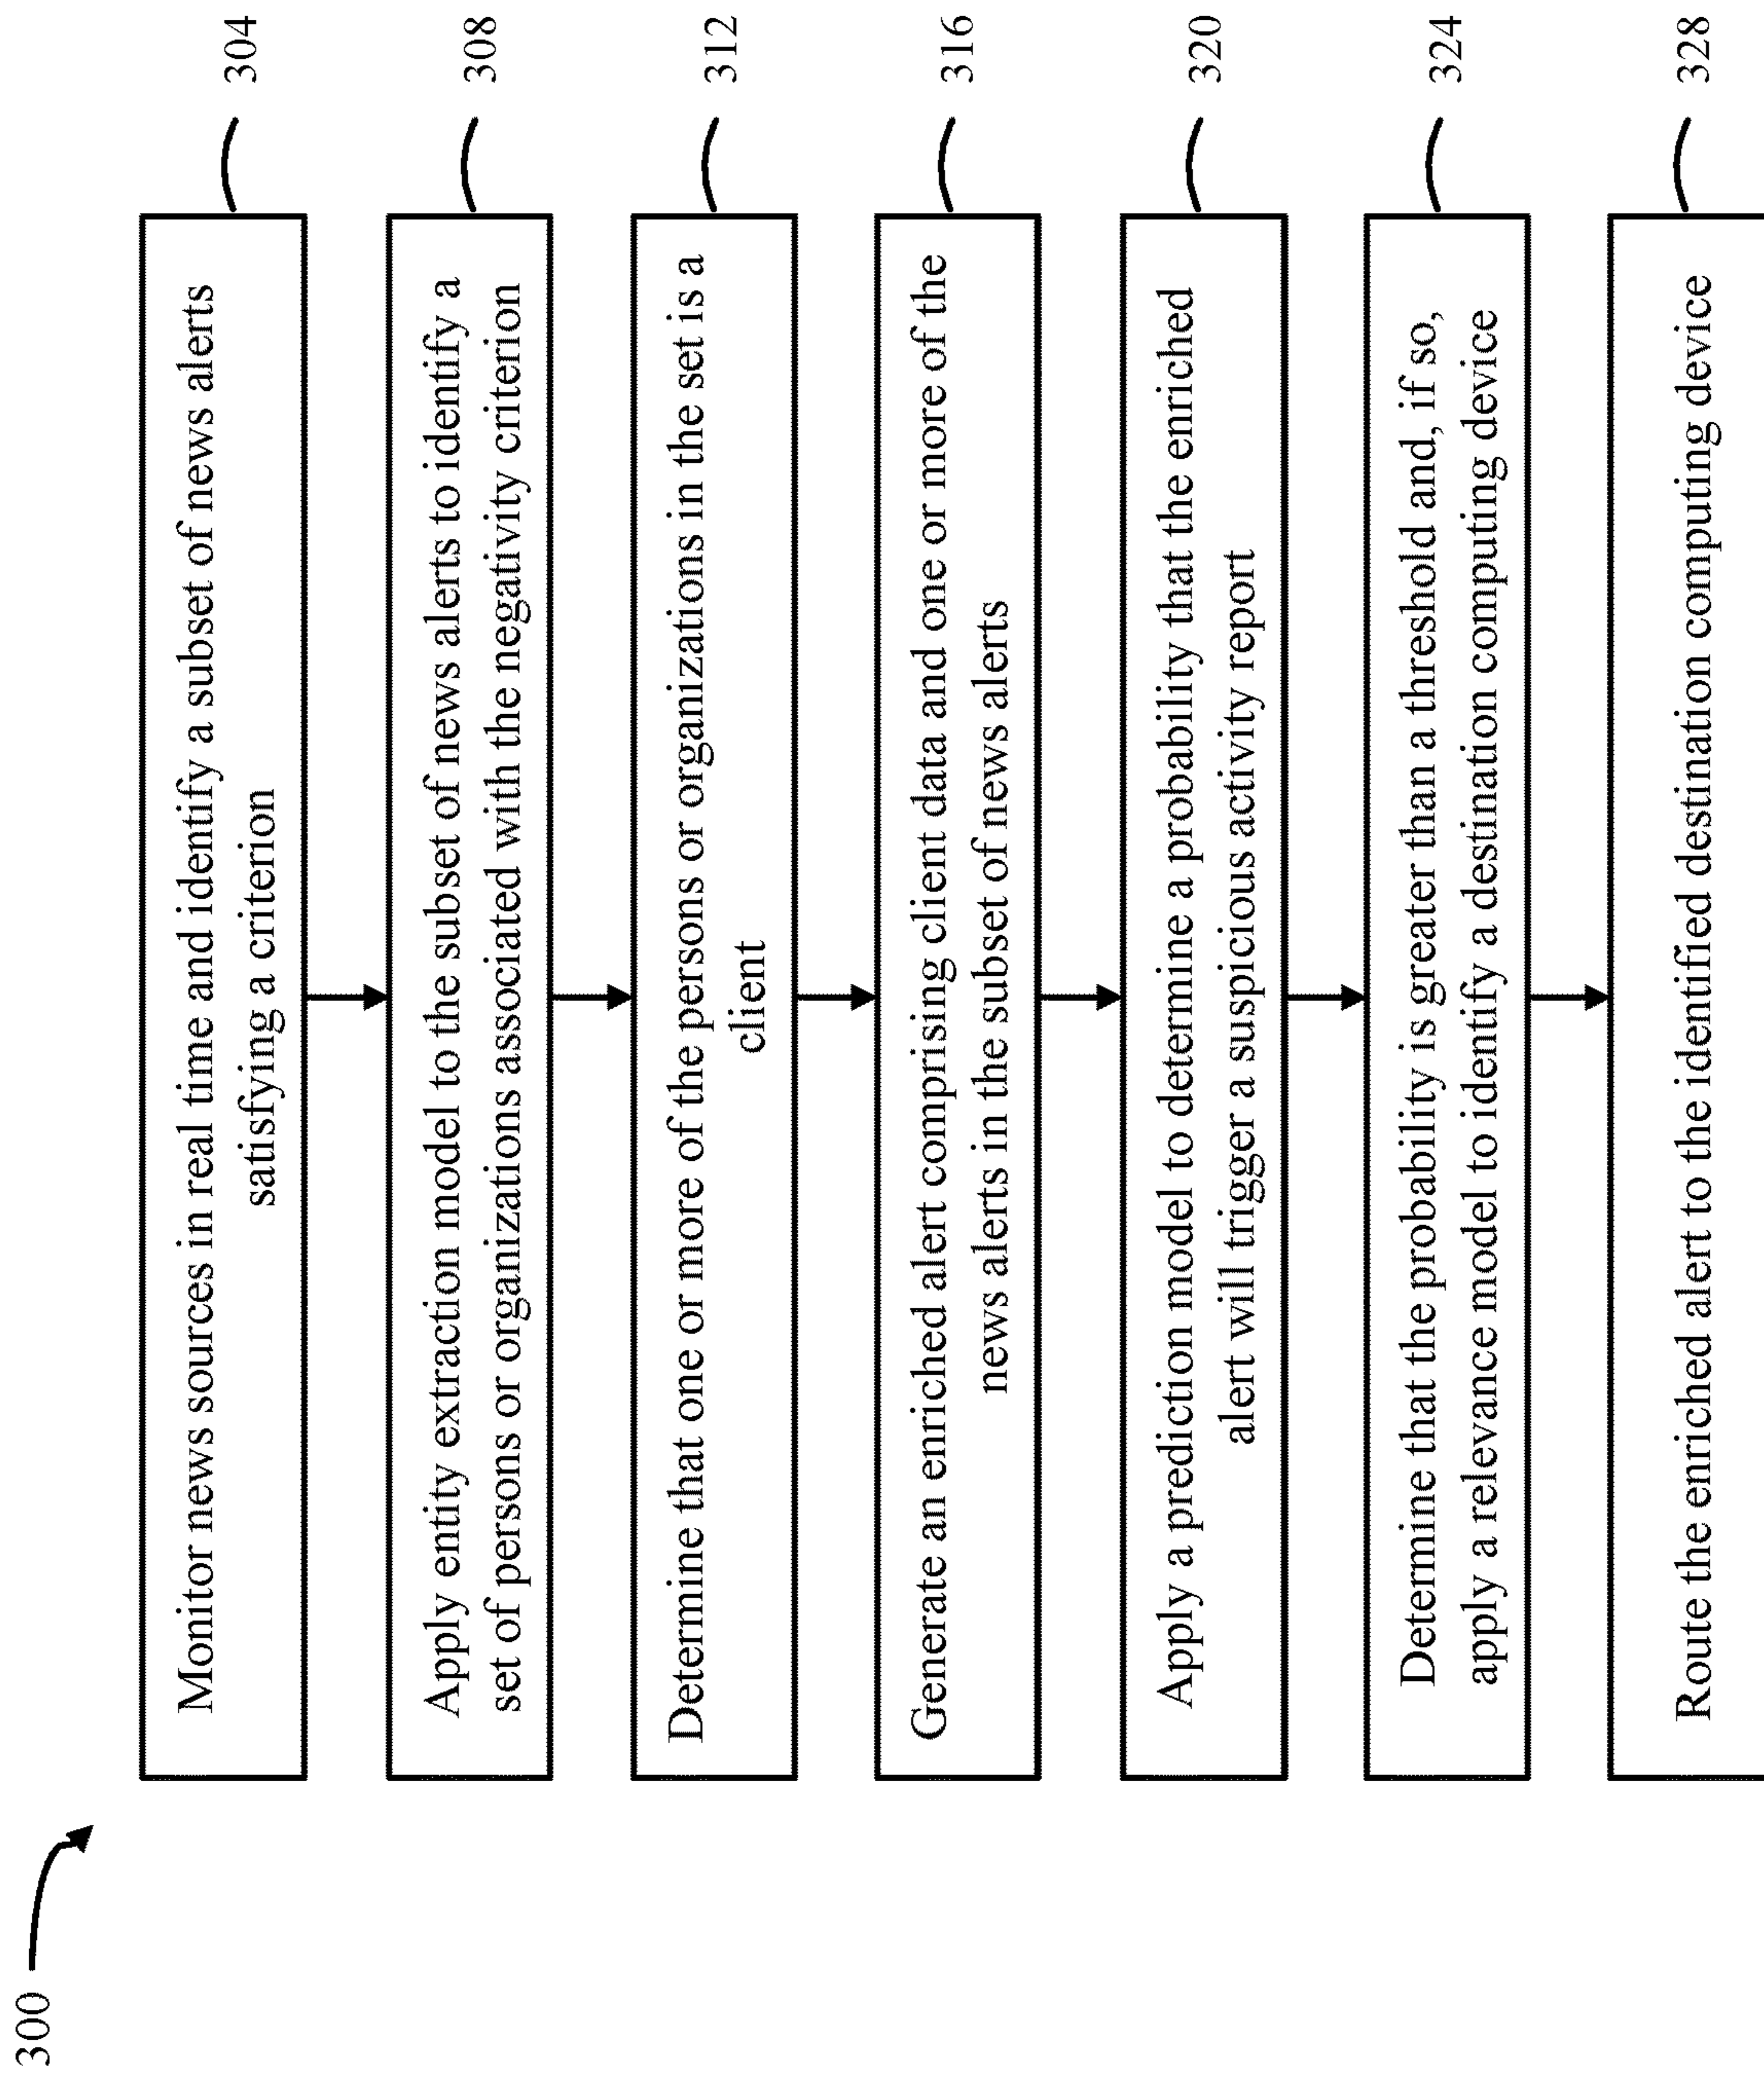 300
Monitor news sources in real time and identify a subset of news alerts
satisfying a criterion
304
Apply entity extraction model to the subset of news alerts to identify a
set of persons or organizations associated with the negativity criterion
308
Determine that one or more of the persons or organizations in the set is a
client
312
Generate an enriched alert comprising client data and one or more of the
news alerts in the subset of news alerts
316
Apply a prediction model to determine a probability that the enriched
alert will trigger a suspicious activity report
320
Determine that the probability is greater than a threshold and, if so,
apply a relevance model to identify a destination computing device
324
Route the enriched alert to the identified destination computing device
328